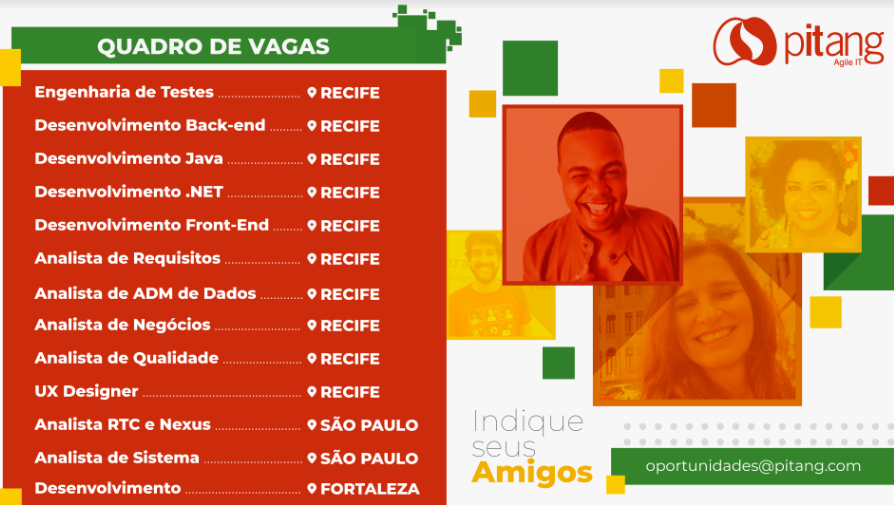 QUADRO DE VAGAS
Engenharia de Testes ........................ RECIFE
Desenvolvimento Back-end ......... RECIFE
Desenvolvimento Java ..................... RECIFE
Desenvolvimento .NET ..................... RECIFE
Desenvolvimento Front-End ........ RECIFE
Analista de Requisitos ...................... RECIFE
Analista de ADM de Dados ............ RECIFE
Analista de Negócios ........................ RECIFE
Analista de Qualidade ...................... RECIFE
UX Designer ............................................. RECIFE
Analista RTC e Nexus ........................ SÃO PAULO
Analista de Sistema ........................... SÃO PAULO
Desenvolvimento ................................ FORTALEZA
pitang
Agile IT
Indique
seus
Amigos
oportunidades@pitang.com